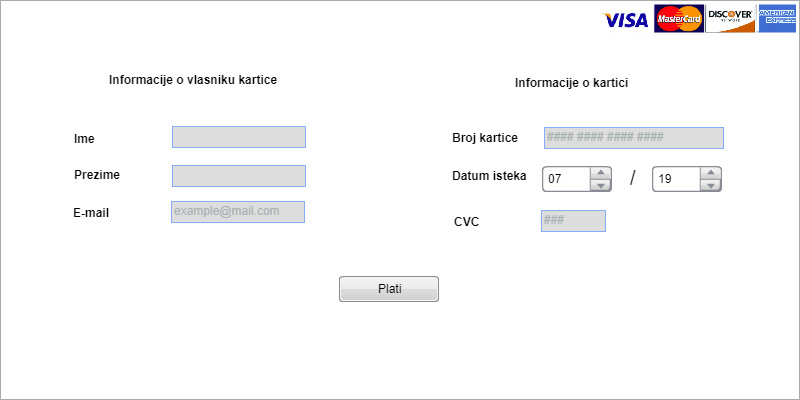 VISA MasterCard DISCOVER NETWORK AMERICAN EXPRESS
Informacije o vlasniku kartice
Ime
Prezime
E-mail example@mail.com
Informacije o kartici
Broj kartice #### #### #### ####
Datum isteka 07 / 19
CVC ###
Plati